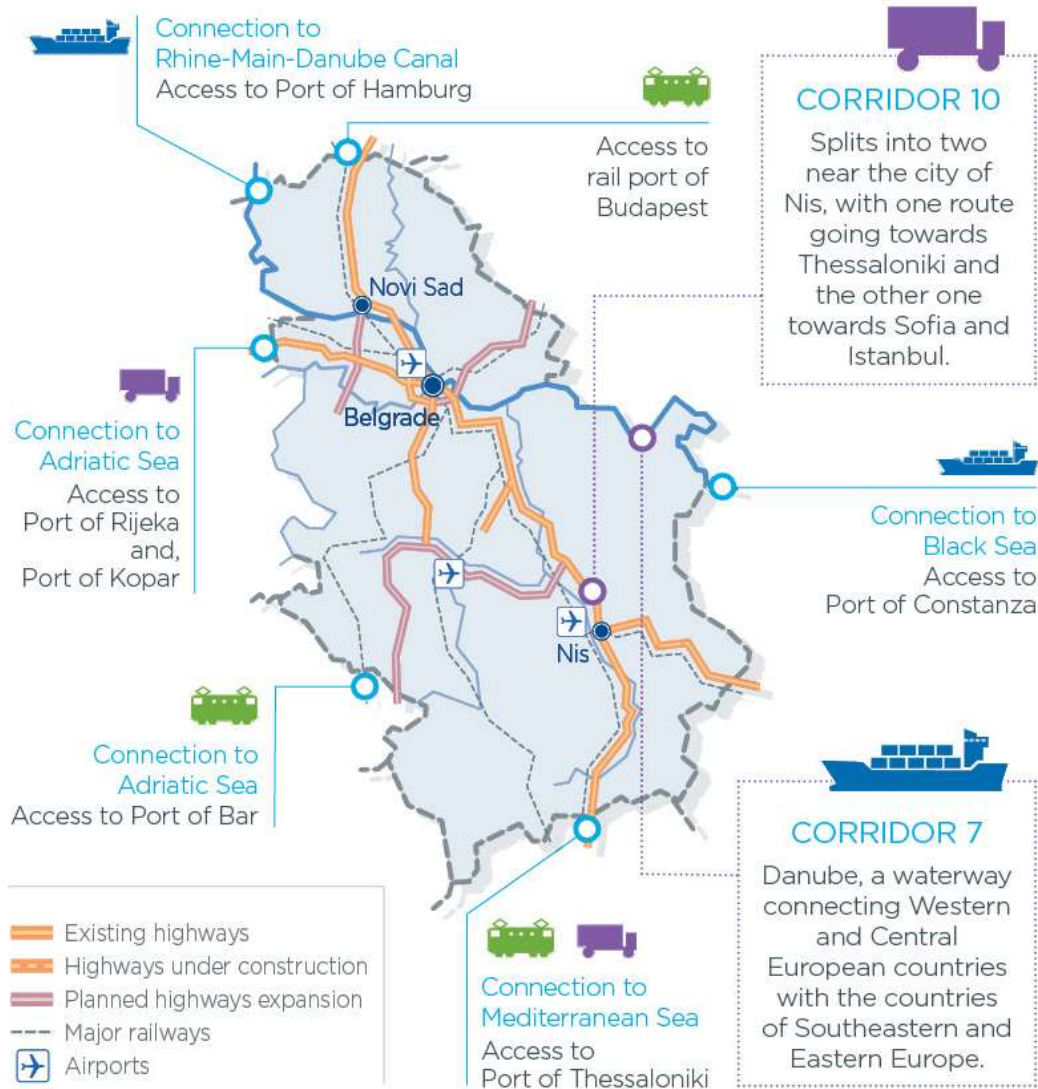 Connection to
Rhine-Main-Danube Canal
Access to Port of Hamburg
Access to
rail port of
Budapest
CORRIDOR 10
Splits into two
near the city of
Nis, with one route
going towards
Thessaloniki and
the other one
towards Sofia and
Istanbul.
Novi Sad
Belgrade
Nis
Connection to
Adriatic Sea
Access to
Port of Rijeka
and,
Port of Kopar
Connection to
Black Sea
Access to
Port of Constanza
Connection to
Adriatic Sea
Access to Port of Bar
CORRIDOR 7
Danube, a waterway
connecting Western
and Central
European countries
with the countries
of Southeastern and
Eastern Europe.
Existing highways
Highways under construction
Planned highways expansion
Major railways
Airports
Connection to
Mediterranean Sea
Access to
Port of Thessaloniki